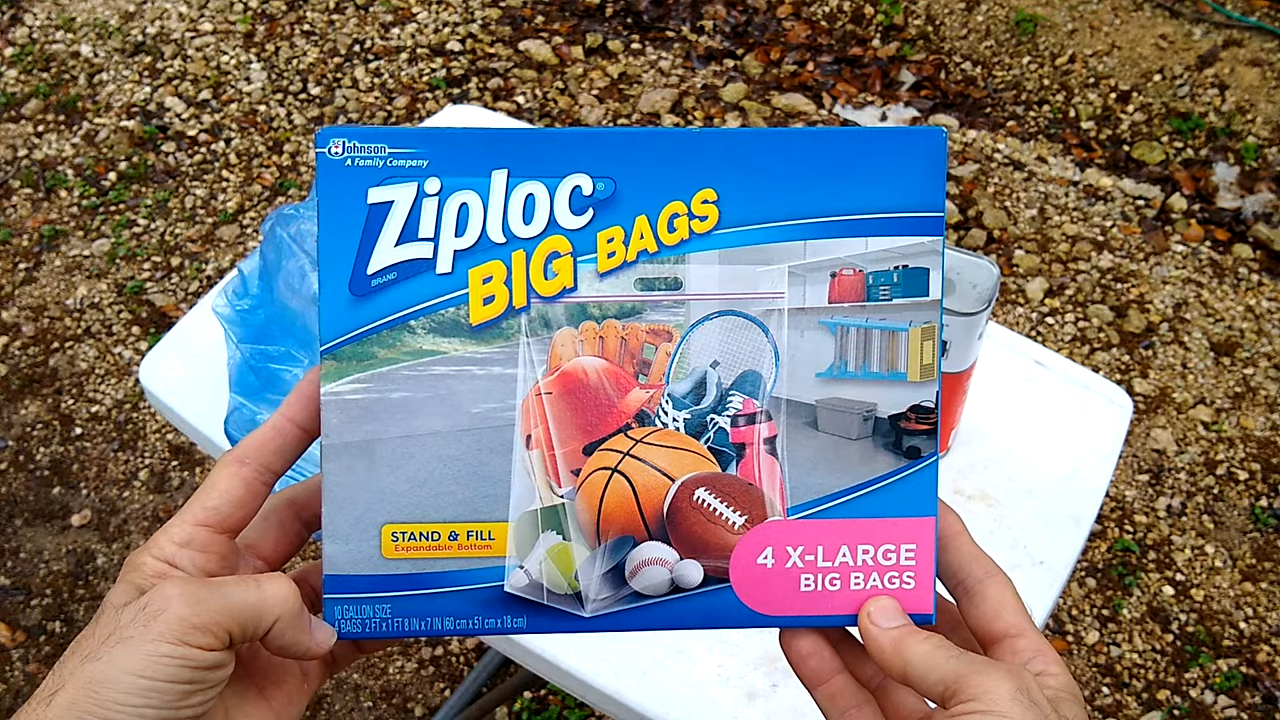 SC Johnson
A Family Company
Ziploc®
BRAND
BIG BAGS
STAND & FILL
Expandable Bottom
4 X-LARGE
BIG BAGS
10 GALLON SIZE
4 BAGS 2 FT x 1 FT 8 IN x 7 IN (60 cm x 51 cm x 18 cm)